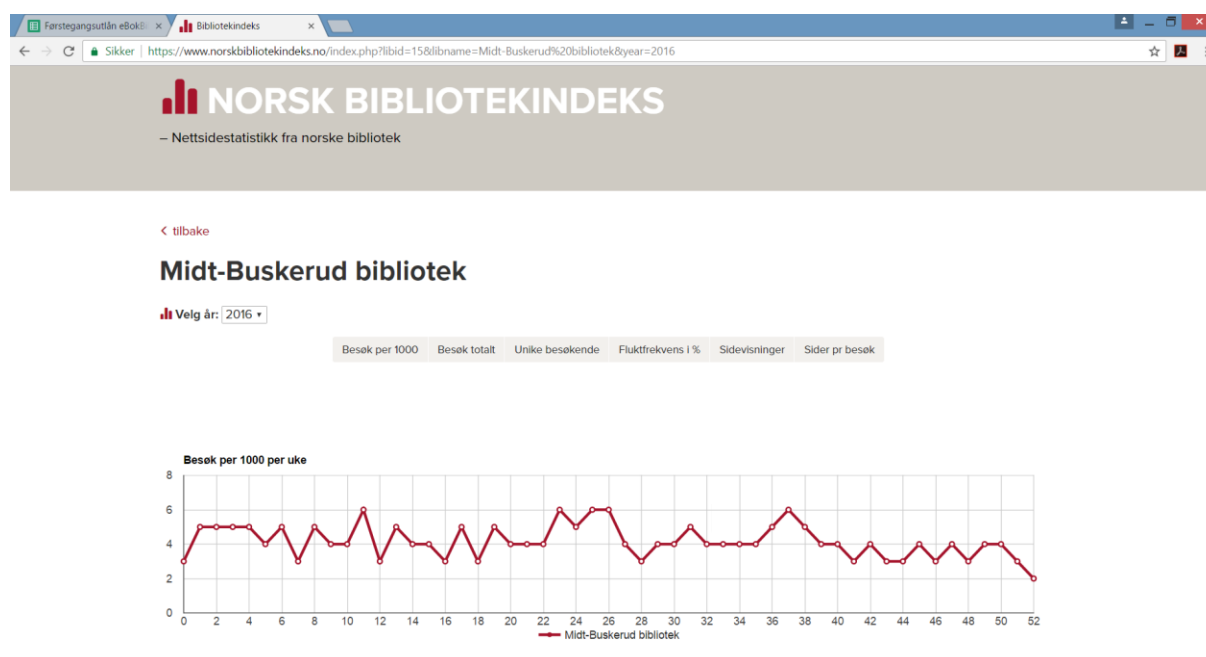 Førstegangsutlån eBokBi
Bibliotekindeks
Sikker | https://www.norskbibliotekindeks.no/index.php?libid=15&libname=Midt-Buskerud%20bibliotek&year=2016
NORSK BIBLIOTEKINDEKS
– Nettsidestatistikk fra norske bibliotek
< tilbake
Midt-Buskerud bibliotek
Velg år: 2016
Besøk per 1000 Besøk totalt Unike besøkende Fluktfrekvens i % Sidevisninger Sider pr besøk
Besøk per 1000 per uke
8
6
4
2
0
0 2 4 6 8 10 12 14 16 18 20 22 24 26 28 30 32 34 36 38 40 42 44 46 48 50 52
Midt-Buskerud bibliotek